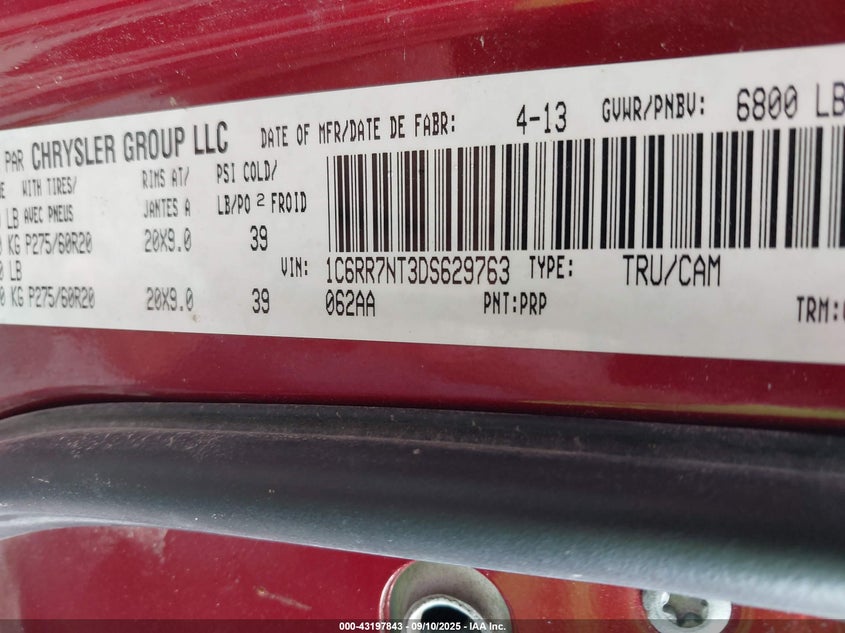 PAR CHRYSLER GROUP LLC DATE OF MFR/DATE DE FABR: 4-13 GVWR/PNBV: 6800 LB
WITH TIRES/ RIMS AT/ PSI COLD/
LB AVEC PNEUS JANTES A LB/PO 2 FROID
KG P275/60R20 20X9.0 39
LB VIN: 1C6RR7NT3DS629763 TYPE: TRU/CAM
KG P275/60R20 20X9.0 39 062AA PNT:PRP TRM:
000-43197843 - 09/10/2025 - IAA Inc.